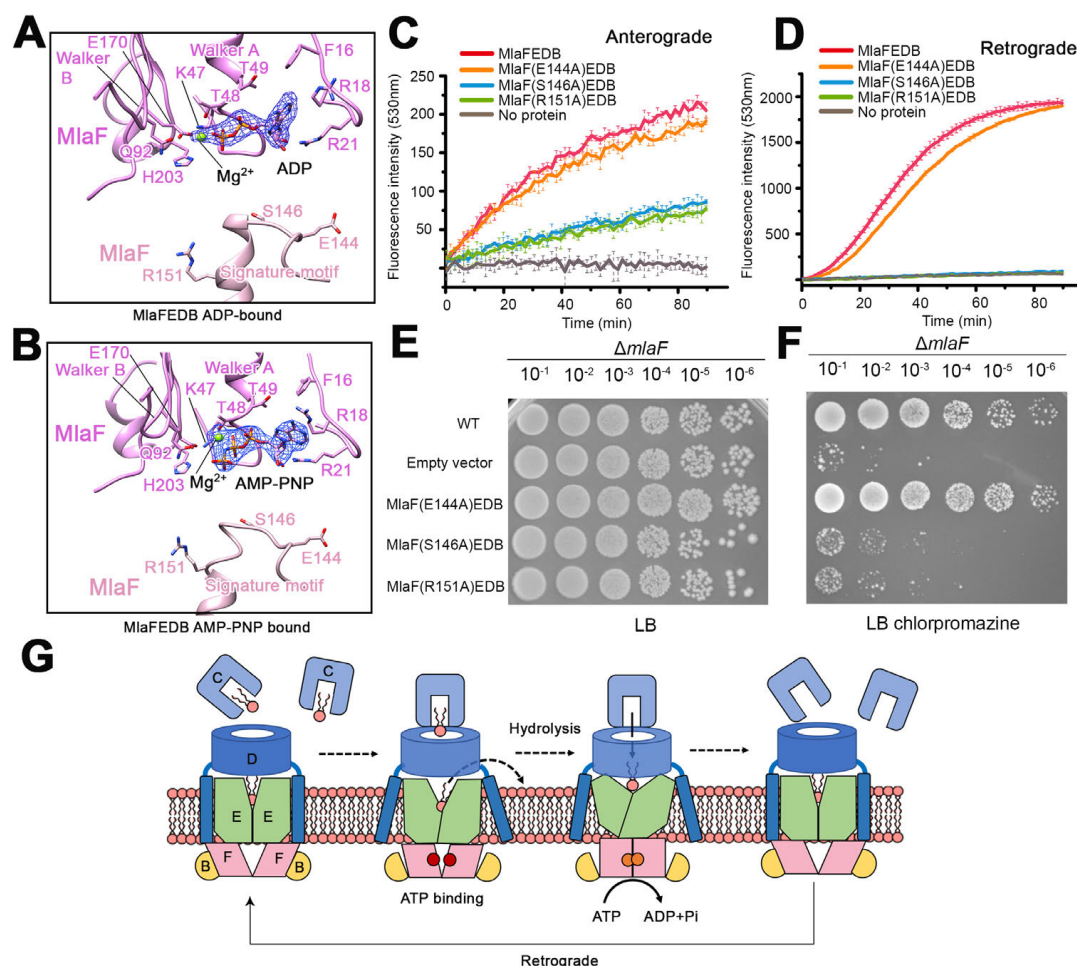 A
E170
Walker
B
Walker A
K47
T49
T48
F16
R18
MlaF
Q92
H203
Mg²⁺
ADP
R21
S146
E144
MlaF
R151
Signature motif
MlaFEDB ADP-bound
B
E170
Walker B
Walker A
K47
T49
T48
F16
R18
MlaF
Q92
H203
Mg²⁺
AMP-PNP
R21
S146
R151
E144
MlaF
Signature motif
MlaFEDB AMP-PNP bound
C
Anterograde
MlaFEDB
MlaF(E144A)EDB
MlaF(S146A)EDB
MlaF(R151A)EDB
No protein
Fluorescence intensity (530nm)
250
200
150
100
50
0 20 40 60 80
Time (min)
D
Retrograde
MlaFEDB
MlaF(E144A)EDB
MlaF(S146A)EDB
MlaF(R151A)EDB
No protein
Fluorescence intensity (530nm)
2000
1500
1000
500
0 20 40 60 80
Time (min)
E
ΔmlaF
10⁻¹ 10⁻² 10⁻³ 10⁻⁴ 10⁻⁵ 10⁻⁶
WT
Empty vector
MlaF(E144A)EDB
MlaF(S146A)EDB
MlaF(R151A)EDB
LB
F
ΔmlaF
10⁻¹ 10⁻² 10⁻³ 10⁻⁴ 10⁻⁵ 10⁻⁶
LB chlorpromazine
G
C
C
D
E E
F F
B B
Hydrolysis
ATP binding
ATP ADP+Pi
Retrograde